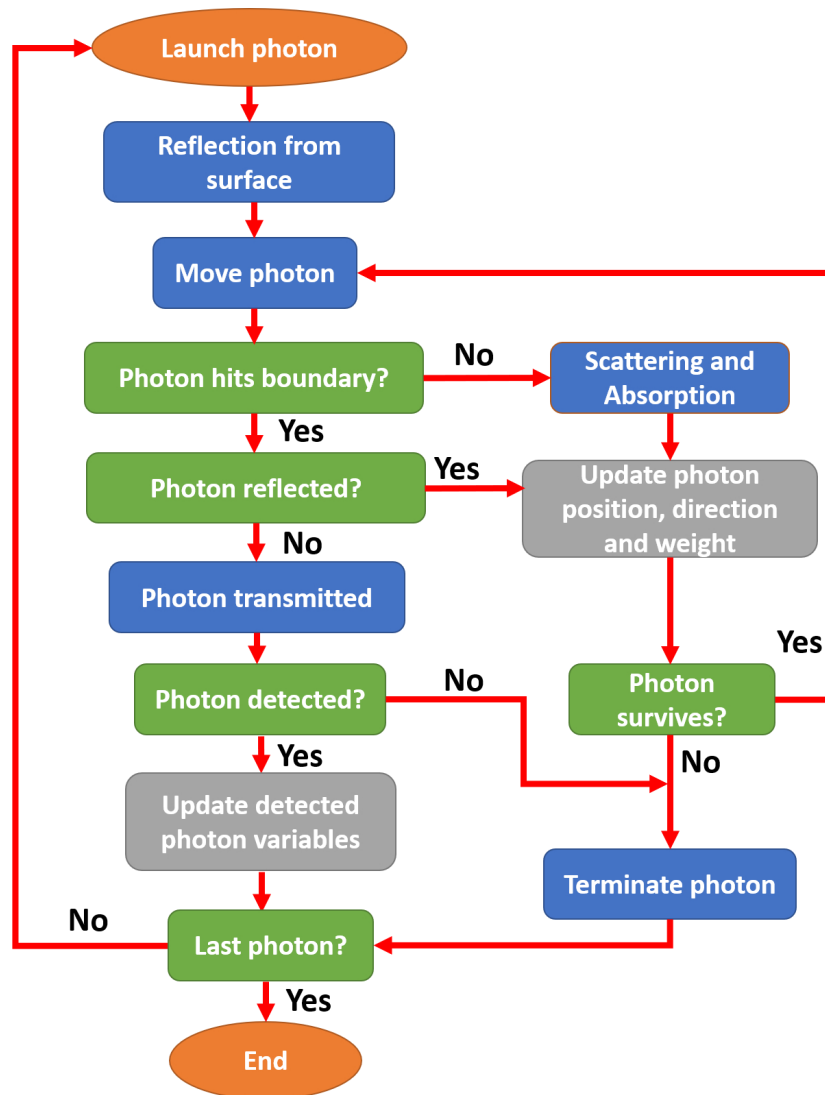 Launch photon
Reflection from
surface
Move photon
Photon hits boundary?
No
Scattering and
Absorption
Yes
Photon reflected?
Yes
Update photon
position, direction
and weight
No
Photon transmitted
Photon detected?
No
Photon
survives?
Yes
Yes
No
Update detected
photon variables
Terminate photon
No
Last photon?
Yes
End